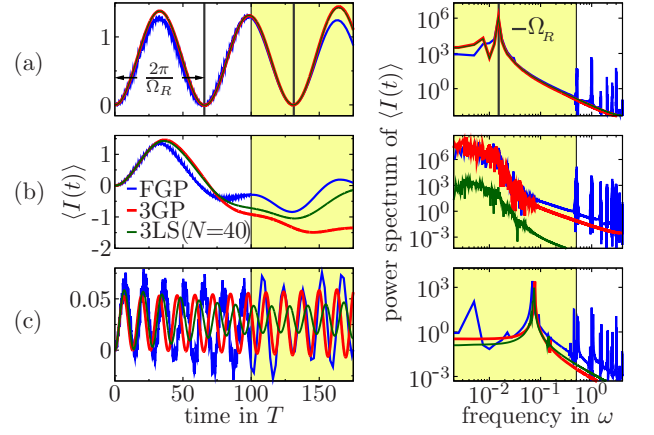 (a)
1
0
2π/Ω_R
⟨I(t)⟩
10^6
10^3
10^0
–Ω_R
(b)
1
0
-1
-2
FGP
3GP
3LS(N=40)
⟨I(t)⟩
10^6
10^3
10^0
10^-3
power spectrum of ⟨I(t)⟩
(c)
0.05
0
0 50 100 150
time in T
10^3
10^0
10^-3
10^-2 10^-1 10^0
frequency in ω